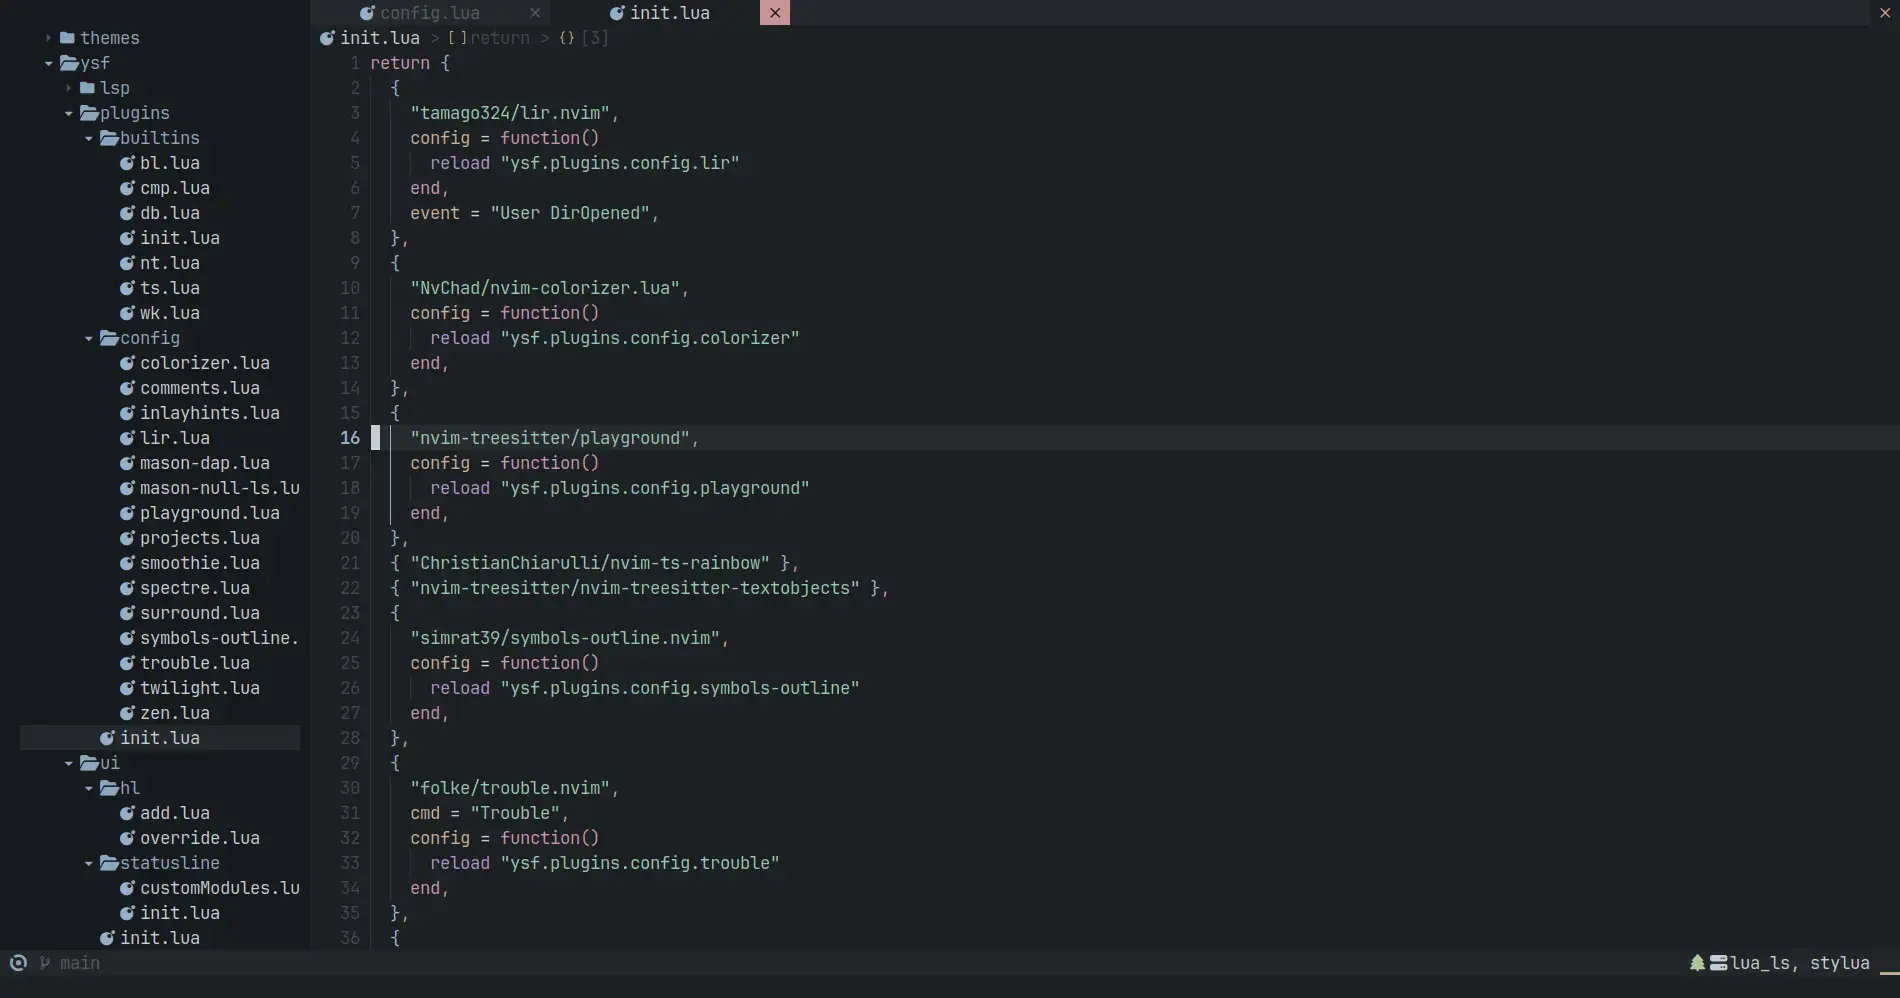 config.lua
init.lua
themes
ysf
lsp
plugins
builtins
bl.lua
cmp.lua
db.lua
init.lua
nt.lua
ts.lua
wk.lua
config
colorizer.lua
comments.lua
inlayhints.lua
lir.lua
mason-dap.lua
mason-null-ls.lu
playground.lua
projects.lua
smoothie.lua
spectre.lua
surround.lua
symbols-outline.
trouble.lua
twilight.lua
zen.lua
init.lua
ui
hl
add.lua
override.lua
statusline
customModules.lu
init.lua
init.lua
init.lua > []return > {}[3]
1 return {
2 {
3 "tamago324/lir.nvim",
4 config = function()
5 reload "ysf.plugins.config.lir"
6 end,
7 event = "User DirOpened",
8 },
9 {
10 "NvChad/nvim-colorizer.lua",
11 config = function()
12 reload "ysf.plugins.config.colorizer"
13 end,
14 },
15 {
16 "nvim-treesitter/playground",
17 config = function()
18 reload "ysf.plugins.config.playground"
19 end,
20 },
21 { "ChristianChiarulli/nvim-ts-rainbow" },
22 { "nvim-treesitter/nvim-treesitter-textobjects" },
23 {
24 "simrat39/symbols-outline.nvim",
25 config = function()
26 reload "ysf.plugins.config.symbols-outline"
27 end,
28 },
29 {
30 "folke/trouble.nvim",
31 cmd = "Trouble",
32 config = function()
33 reload "ysf.plugins.config.trouble"
34 end,
35 },
36 {
main
lua_ls, stylua